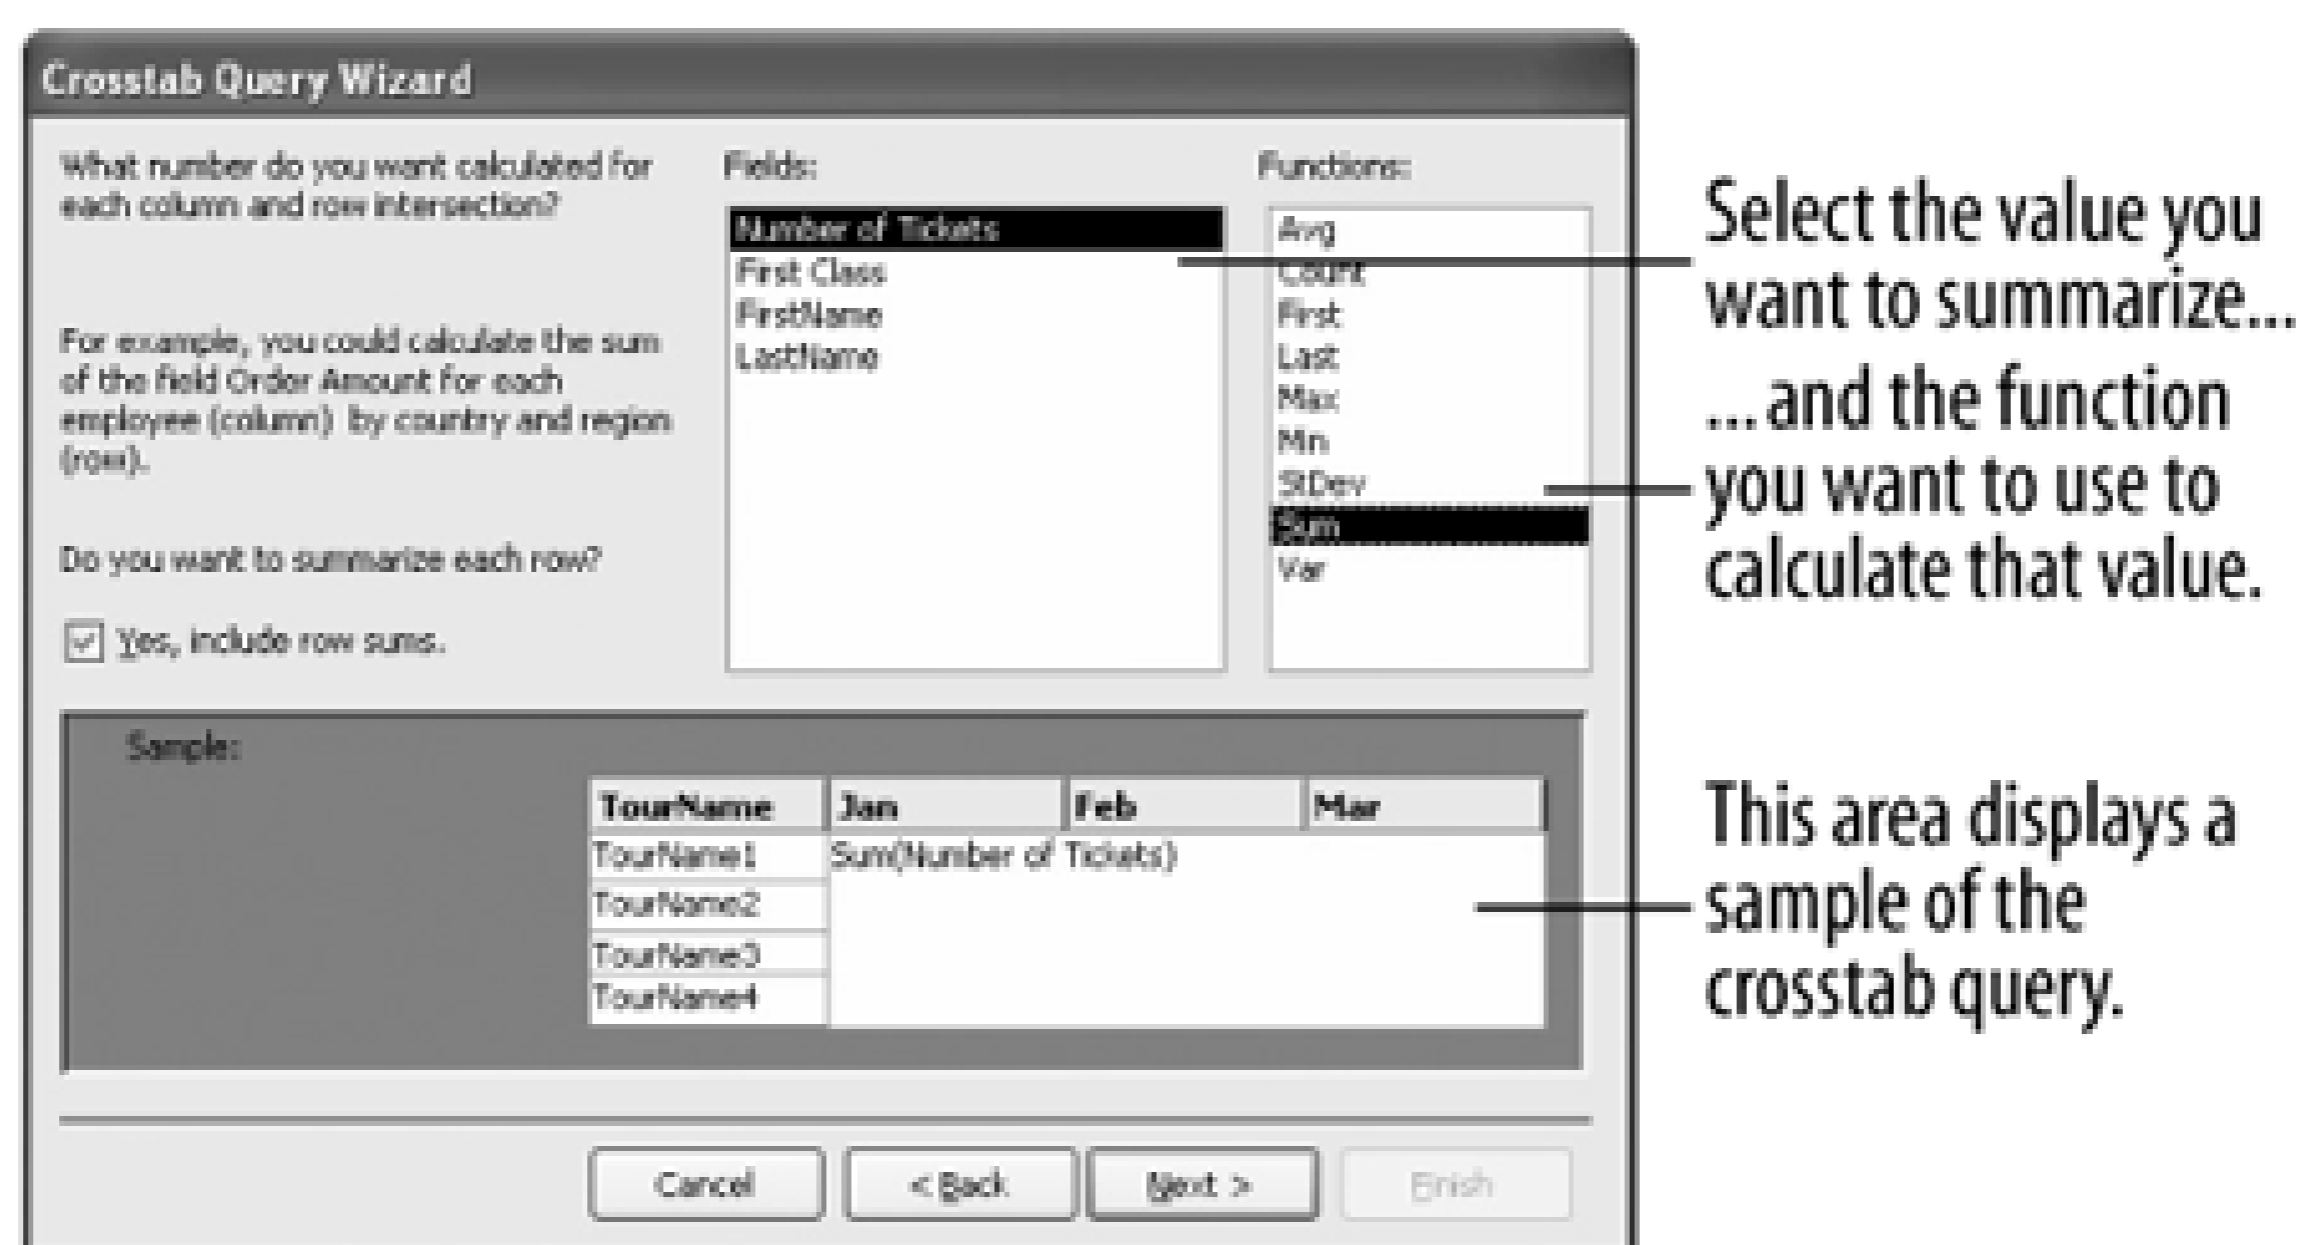 Crosstab Query Wizard
What number do you want calculated for
each column and row intersection?
For example, you could calculate the sum
of the field Order Amount for each
employee (column) by country and region
(row).
Do you want to summarize each row?
Yes, include row sums.
Fields:
Number of Tickets
First Class
FirstName
LastName
Functions:
Avg
Count
First
Last
Max
Min
StDev
Sum
Var
Select the value you
want to summarize...
...and the function
you want to use to
calculate that value.
Sample:
TourName Jan Feb Mar
TourName1 Sum(Number of Tickets)
TourName2
TourName3
TourName4
This area displays a
sample of the
crosstab query.
Cancel < Back Next > Finish